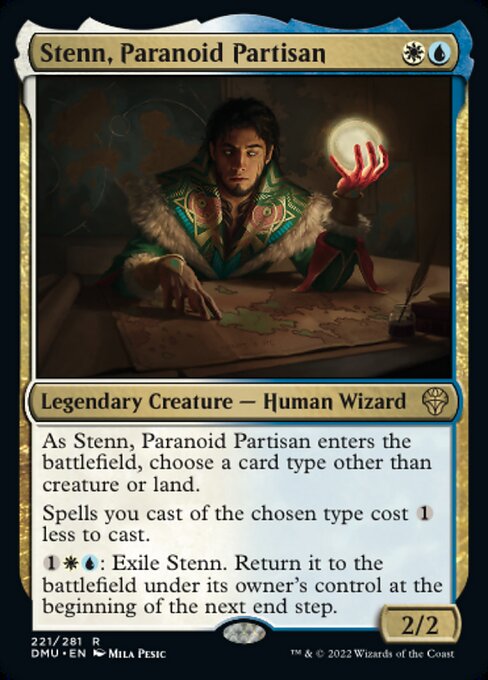 Stenn, Paranoid Partisan
Legendary Creature — Human Wizard
As Stenn, Paranoid Partisan enters the
battlefield, choose a card type other than
creature or land.
Spells you cast of the chosen type cost 1
less to cast.
1: Exile Stenn. Return it to the
battlefield under its owner's control at the
beginning of the next end step.
2/2
221/281 R
DMU • EN Mila Pesic
™ & © 2022 Wizards of the Coast